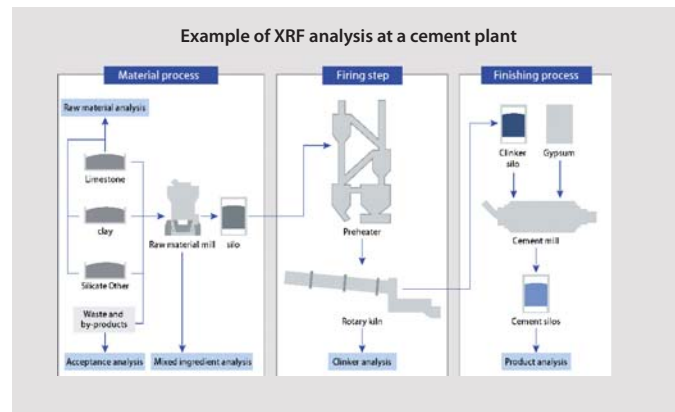 Example of XRF analysis at a cement plant
Material process
Raw material analysis
Limestone
clay
Silicate Other
Waste and
by-products
Acceptance analysis
Raw material mill
silo
Mixed ingredient analysis
Firing step
Preheater
Rotary kiln
Clinker analysis
Finishing process
Clinker
silo
Gypsum
Cement mill
Cement silos
Product analysis